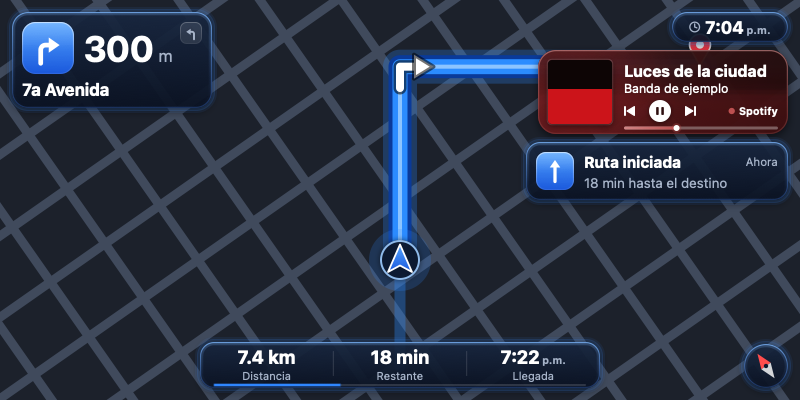 300 m
7a Avenida
7:04 p.m.
Luces de la ciudad
Banda de ejemplo
Spotify
Ruta iniciada
Ahora
18 min hasta el destino
7.4 km
Distancia
18 min
Restante
7:22 p.m.
Llegada